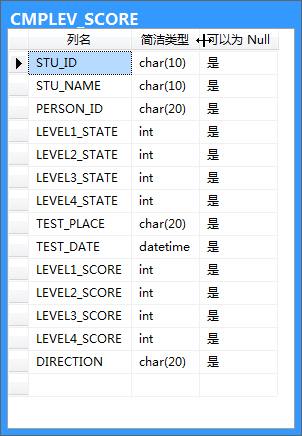 CMPLEV_SCORE
列名 简洁类型 可以为 Null
STU_ID char(10) 是
STU_NAME char(10) 是
PERSON_ID char(20) 是
LEVEL1_STATE int 是
LEVEL2_STATE int 是
LEVEL3_STATE int 是
LEVEL4_STATE int 是
TEST_PLACE char(20) 是
TEST_DATE datetime 是
LEVEL1_SCORE int 是
LEVEL2_SCORE int 是
LEVEL3_SCORE int 是
LEVEL4_SCORE int 是
DIRECTION char(20) 是